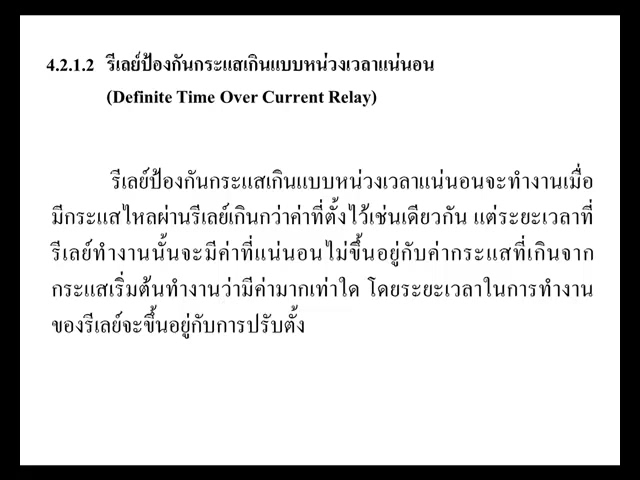 4.2.1.2 รีเลย์ป้องกันกระแสเกินแบบหน่วงเวลาแน่นอน
(Definite Time Over Current Relay)
รีเลย์ป้องกันกระแสเกินแบบหน่วงเวลาแน่นอนจะทำงานเมื่อ
มีกระแสไหลผ่านรีเลย์เกินกว่าค่าที่ตั้งไว้เช่นเดียวกัน แต่ระยะเวลาที่
รีเลย์ทำงานนั้นจะมีค่าที่แน่นอนไม่ขึ้นอยู่กับค่ากระแสที่เกินจาก
กระแสเริ่มต้นทำงานว่ามีค่ามากเท่าใด โดยระยะเวลาในการทำงาน
ของรีเลย์จะขึ้นอยู่กับการปรับตั้ง